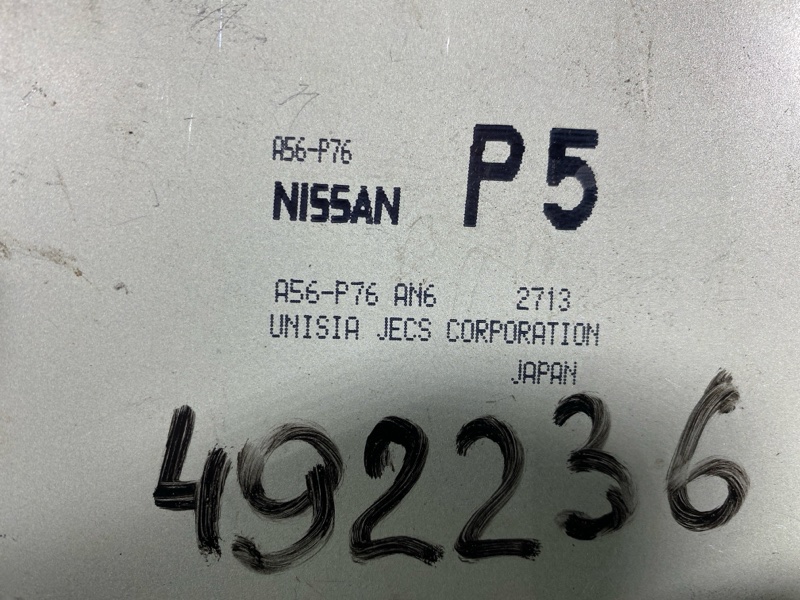 A56-P76
NISSAN P5
A56-P76 AN6 2713
UNISIA JECS CORPORATION
JAPAN
492236